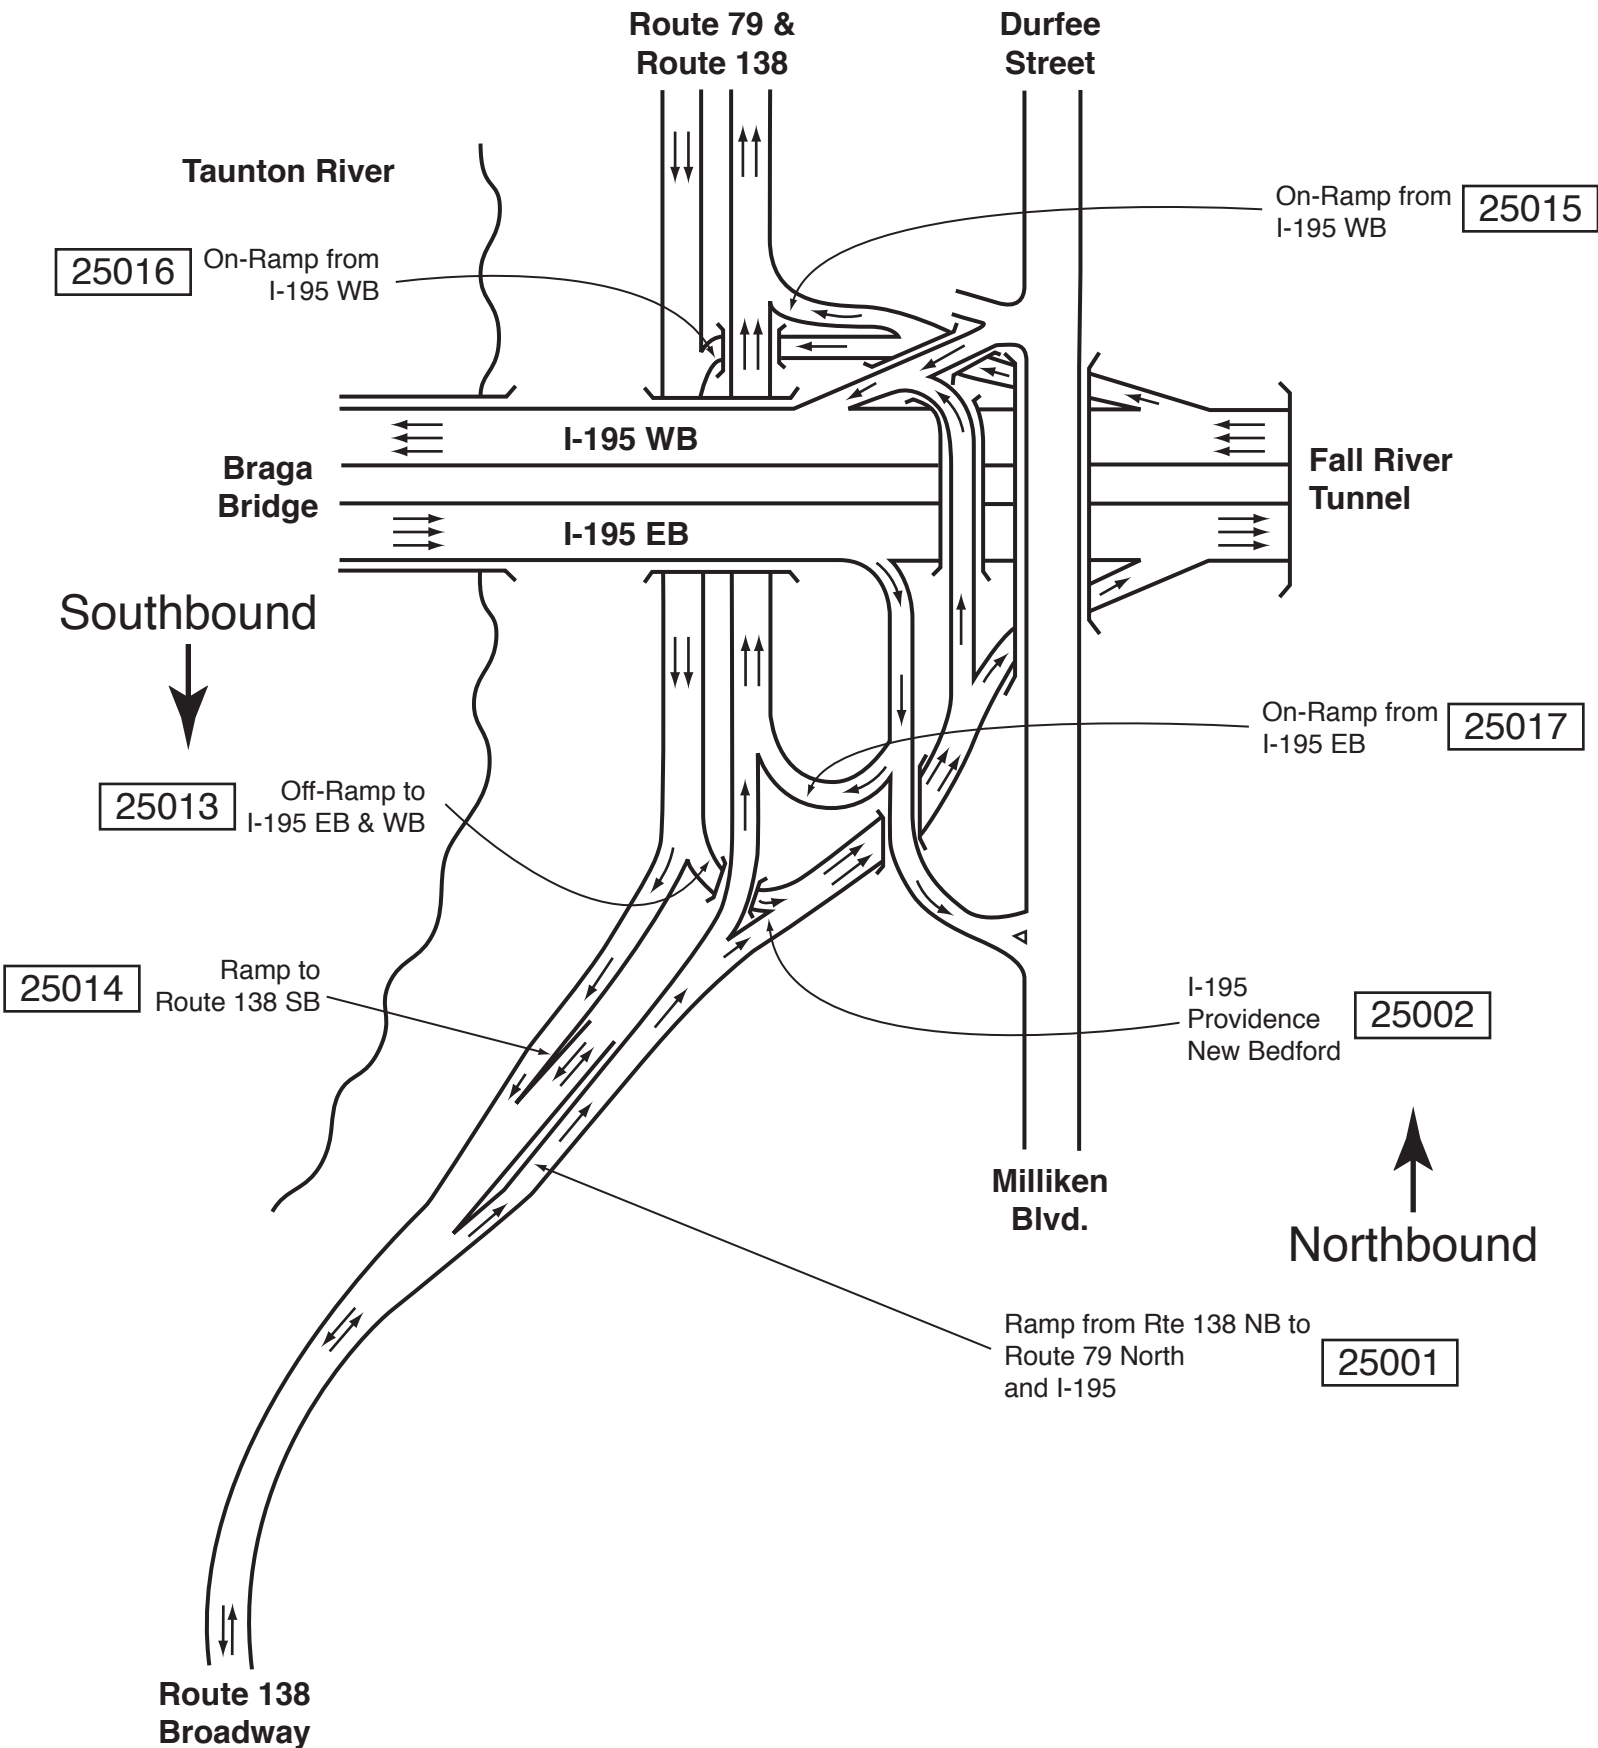 Route 79 &
Route 138
Durfee
Street
Taunton River
On-Ramp from
I-195 WB
25015
25016
On-Ramp from
I-195 WB
I-195 WB
Braga
Bridge
Fall River
Tunnel
I-195 EB
Southbound
On-Ramp from
I-195 EB
25017
25013
Off-Ramp to
I-195 EB & WB
25014
Ramp to
Route 138 SB
I-195
Providence
New Bedford
25002
Milliken
Blvd.
Northbound
Ramp from Rte 138 NB to
Route 79 North
and I-195
25001
Route 138
Broadway